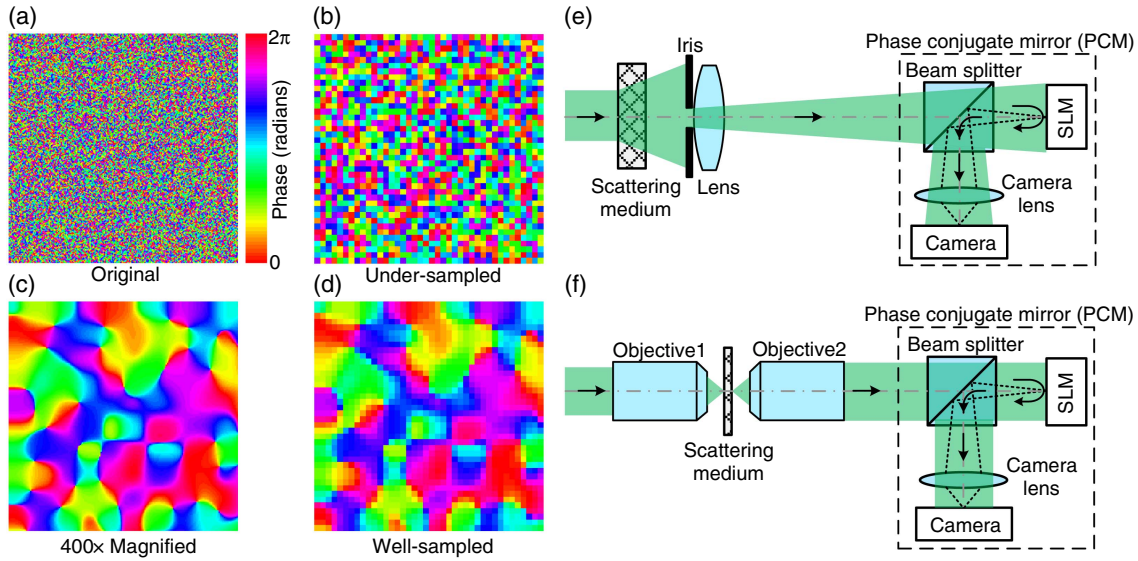 (a)
2π
Phase (radians)
0
Original
(b)
Under-sampled
(c)
400× Magnified
(d)
Well-sampled
(e)
Phase conjugate mirror (PCM)
Iris
Beam splitter
SLM
Scattering
medium
Lens
Camera
lens
Camera
(f)
Phase conjugate mirror (PCM)
Objective1
Objective2
Beam splitter
SLM
Scattering
medium
Camera
lens
Camera